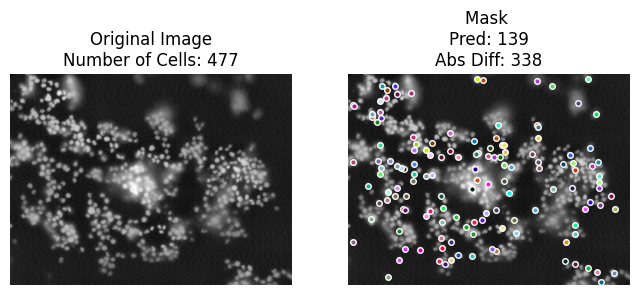 Original Image
Number of Cells: 477
Mask
Pred: 139
Abs Diff: 338